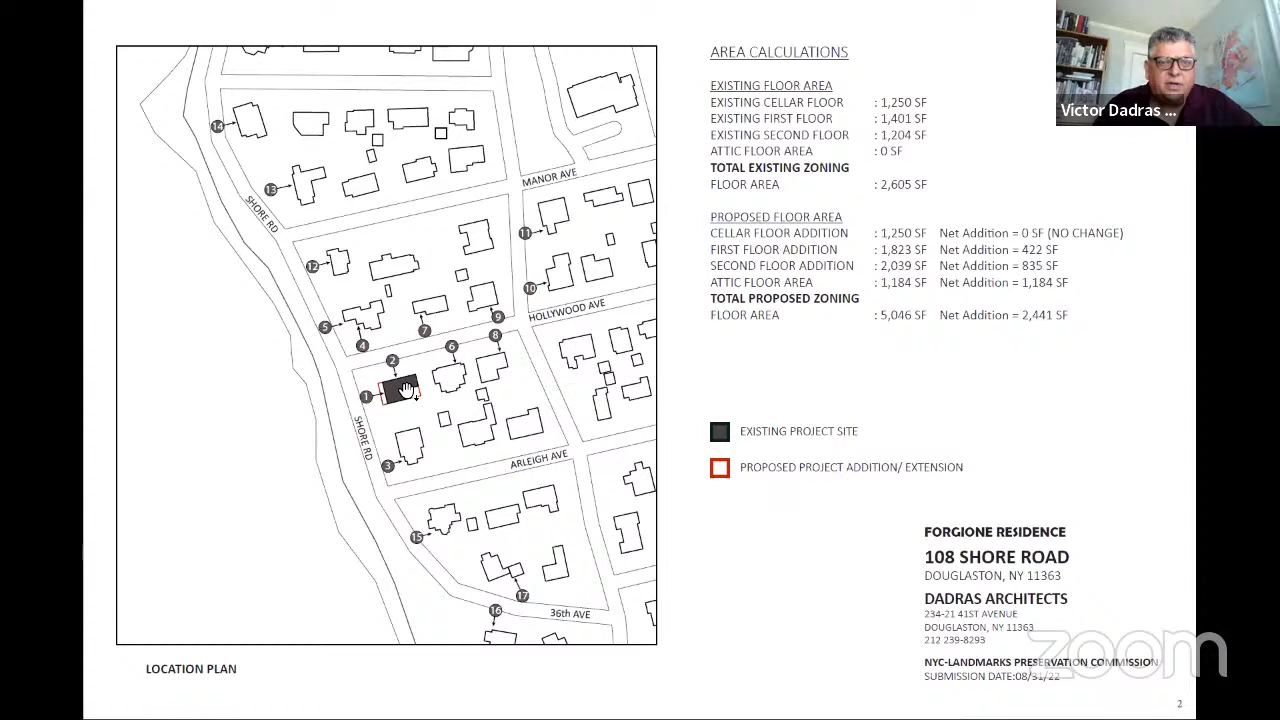 AREA CALCULATIONS
EXISTING FLOOR AREA
EXISTING CELLAR FLOOR : 1,250 SF
EXISTING FIRST FLOOR : 1,401 SF
EXISTING SECOND FLOOR : 1,204 SF
ATTIC FLOOR AREA : 0 SF
TOTAL EXISTING ZONING
FLOOR AREA : 2,605 SF
PROPOSED FLOOR AREA
CELLAR FLOOR ADDITION : 1,250 SF Net Addition = 0 SF (NO CHANGE)
FIRST FLOOR ADDITION : 1,823 SF Net Addition = 422 SF
SECOND FLOOR ADDITION : 2,039 SF Net Addition = 835 SF
ATTIC FLOOR AREA : 1,184 SF Net Addition = 1,184 SF
TOTAL PROPOSED ZONING
FLOOR AREA : 5,046 SF Net Addition = 2,441 SF
EXISTING PROJECT SITE
PROPOSED PROJECT ADDITION/ EXTENSION
FORGIONE RESIDENCE
108 SHORE ROAD
DOUGLASTON, NY 11363
DADRAS ARCHITECTS
234-21 41ST AVENUE
DOUGLASTON, NY 11363
212 239-8293
NYC-LANDMARKS PRESERVATION COMMISSION
SUBMISSION DATE:08/31/22
2
zoom
Victor Dadras ...
14
13
SHORE RD
MANOR AVE
11
12
10
HOLLYWOOD AVE
5
4
7
9
8
6
2
1
SHORE RD
3
ARLEIGH AVE
15
17
16
36th AVE
LOCATION PLAN